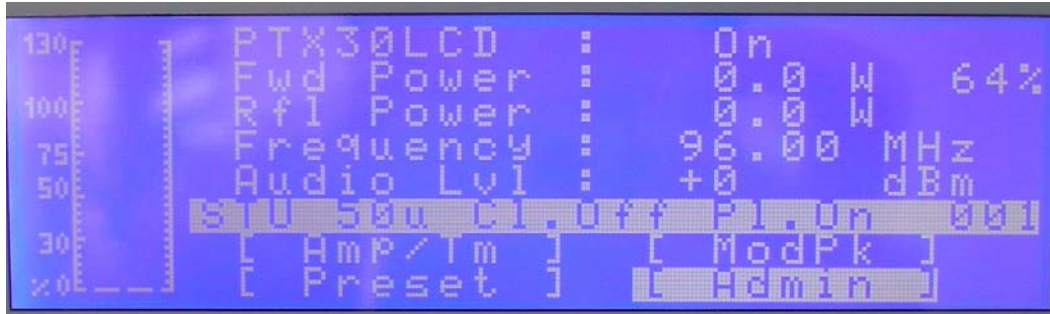 130
PTX30LCD : On
Fwd Power : 0.0 W 64%
100
Rfl Power : 0.0 W
75
Frequency : 96.00 MHz
50
Audio Lvl : +0 dBm
STU 50u Cl.Off Pl.On 001
30
[ Amp/Tm ] [ ModPk ]
%0
[ Preset ] [ Admin ]